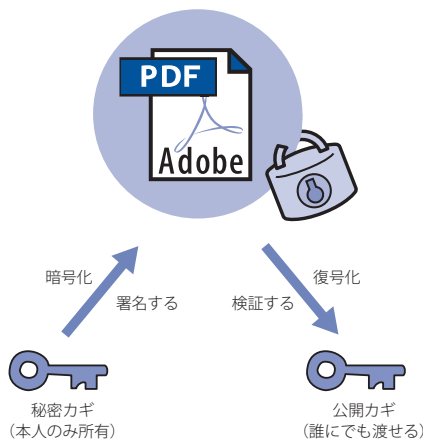 PDF
Adobe
暗号化
署名する
復号化
検証する
秘密カギ
（本人のみ所有）
公開カギ
（誰にでも渡せる）